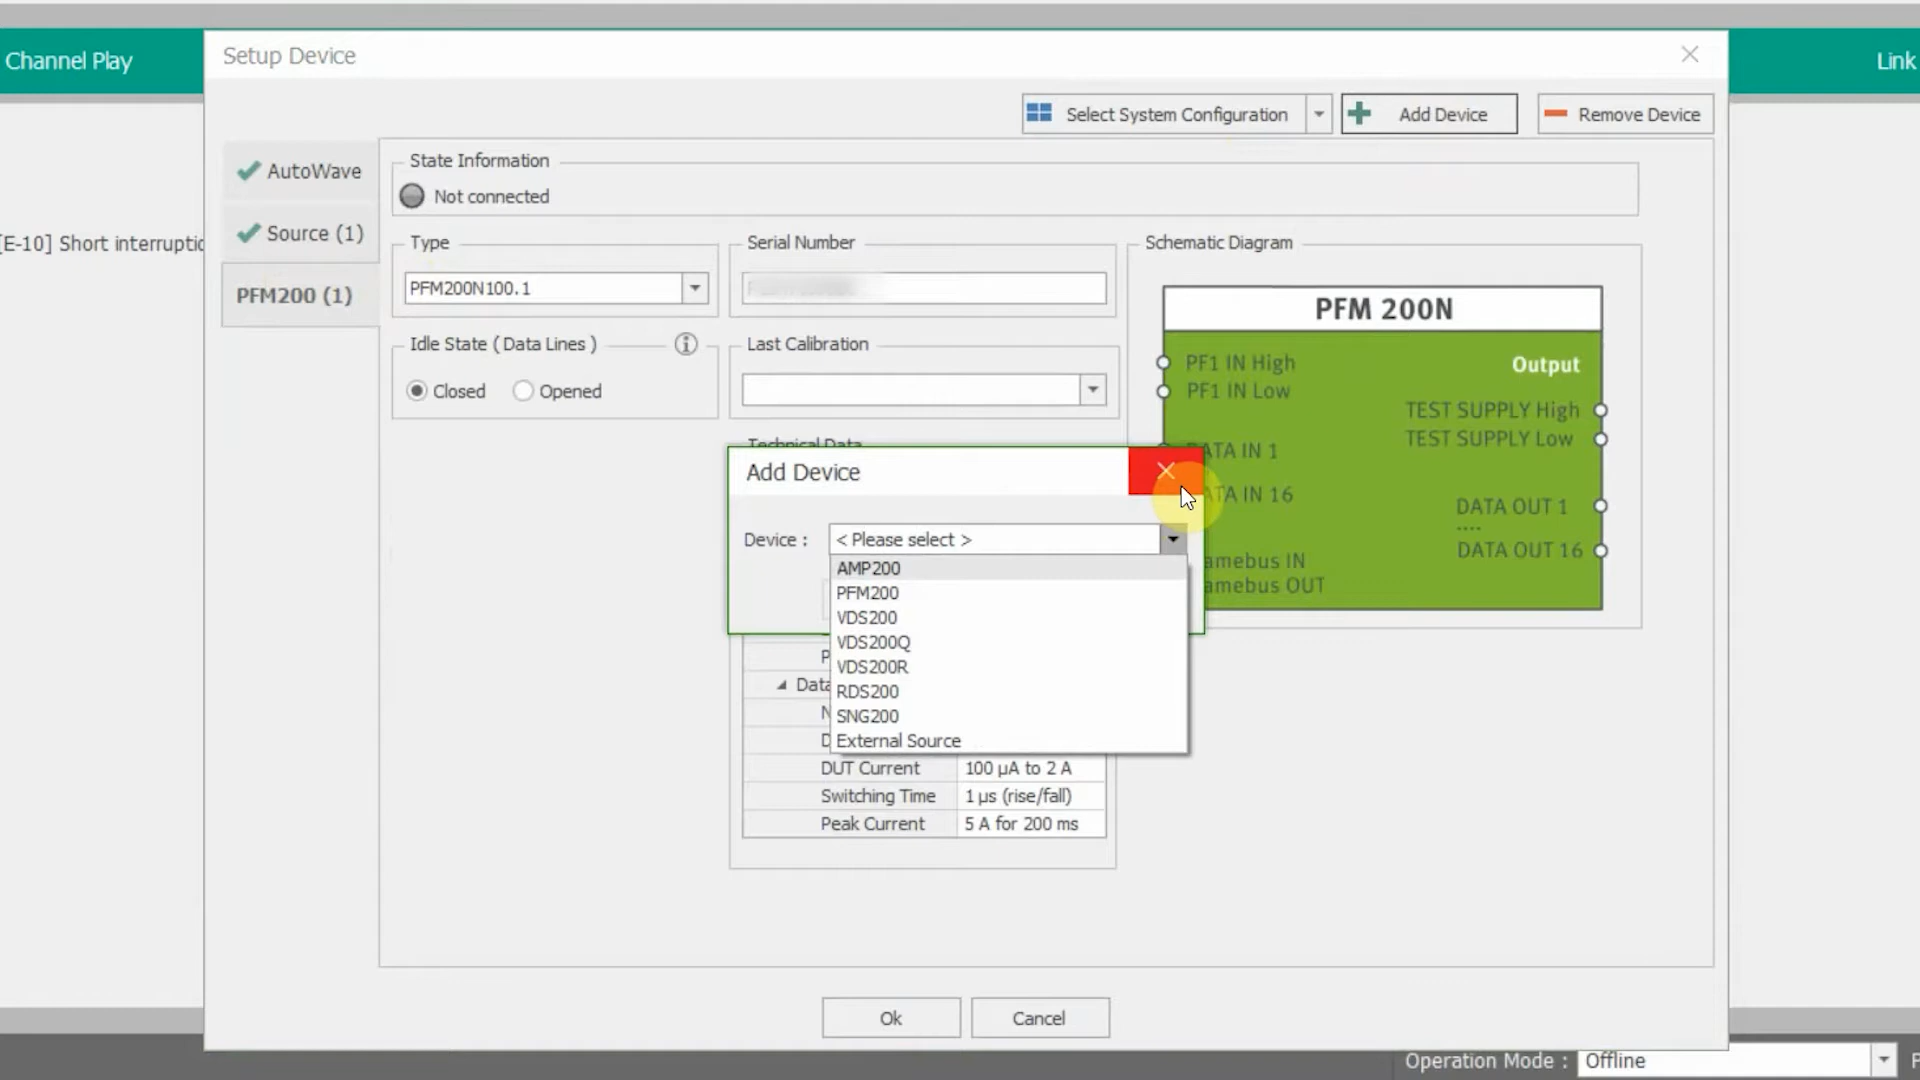 Channel Play
Setup Device
Link
Select System Configuration
Add Device
Remove Device
AutoWave
Source (1)
PFM200 (1)
[E-10] Short interruptio
State Information
Not connected
Type
PFM200N100.1
Serial Number
Idle State ( Data Lines )
Closed
Opened
Last Calibration
Technical Data
Schematic Diagram
PFM 200N
PF1 IN High
PF1 IN Low
Output
TEST SUPPLY High
TEST SUPPLY Low
ATA IN 1
ATA IN 16
DATA OUT 1
....
DATA OUT 16
amebus IN
amebus OUT
Add Device
Device :
< Please select >
AMP200
PFM200
VDS200
VDS200Q
VDS200R
RDS200
SNG200
External Source
P
Data
N
D
DUT Current 100 µA to 2 A
Switching Time 1 µs (rise/fall)
Peak Current 5 A for 200 ms
Ok
Cancel
Operation Mode : Offline
P